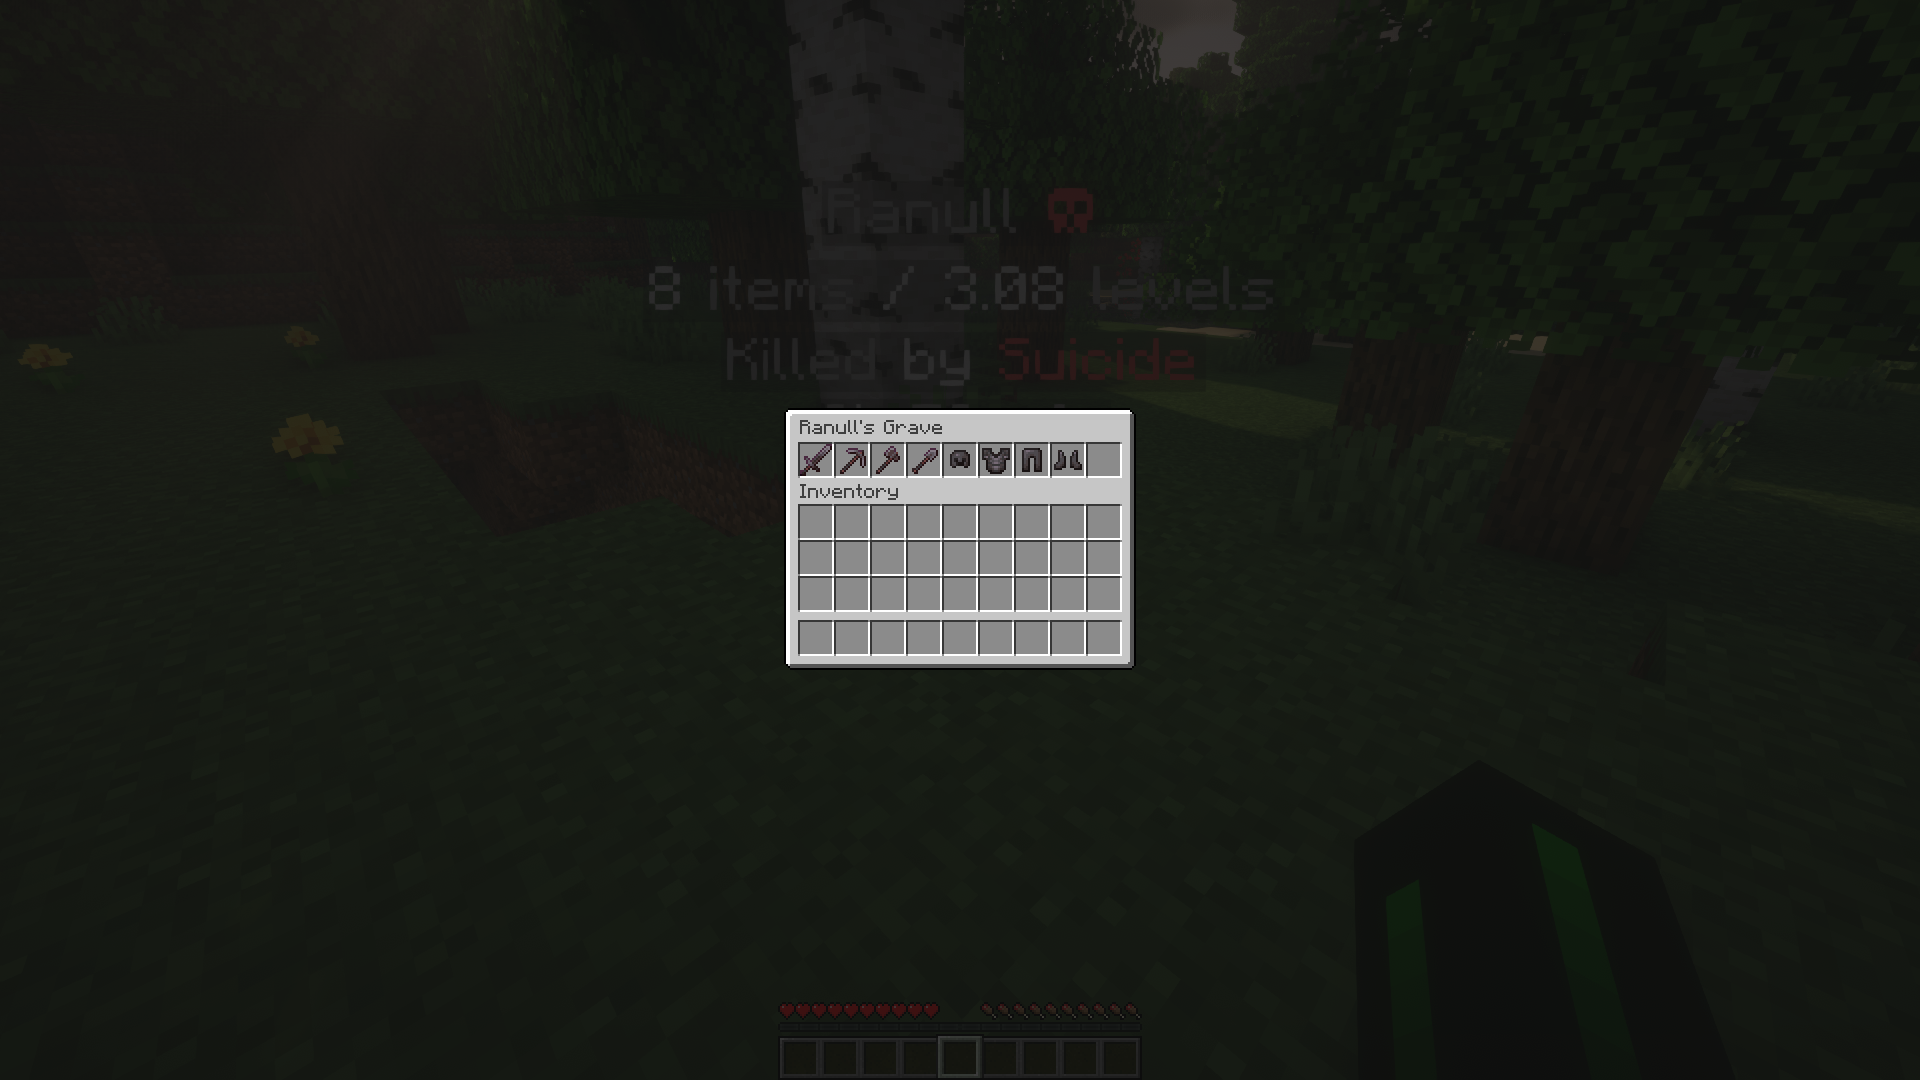 Ranull
8 items / 3.08 levels
Killed by Suicide
Ranull's Grave
Inventory